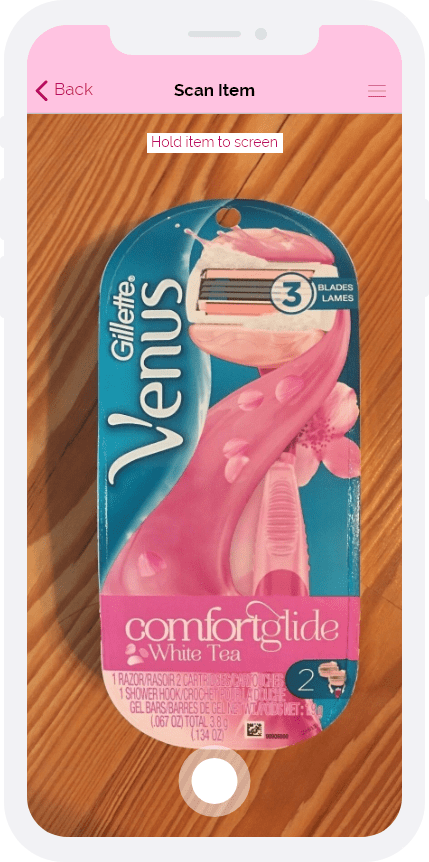 Back
Scan Item
Hold item to screen
Gillette®
Venus
3
BLADES
LAMES
comfortglide
White Tea
2
1 RAZOR/RASOIR 2 CARTRIDGES/
1 SHOWER HOOK/CROCHET
GEL BARS/BARRES DE GEL NET
(.067 OZ) TOTAL 3.8 g
(.134 OZ)